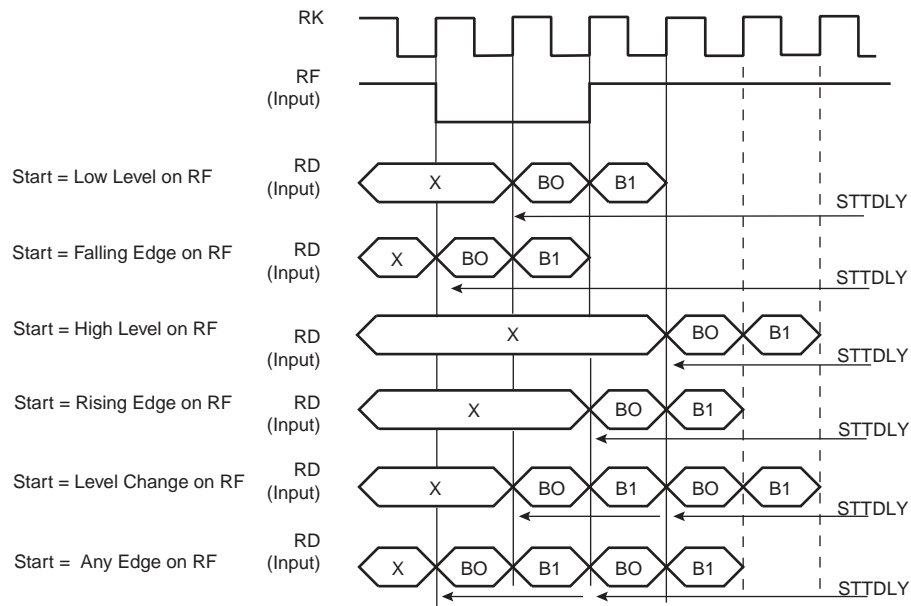 RK
RF
(Input)
Start = Low Level on RF
RD
(Input)
X
BO
B1
STTDLY
Start = Falling Edge on RF
RD
(Input)
X
BO
B1
STTDLY
Start = High Level on RF
RD
(Input)
X
BO
B1
STTDLY
Start = Rising Edge on RF
RD
(Input)
X
BO
B1
STTDLY
Start = Level Change on RF
RD
(Input)
X
BO
B1
BO
B1
STTDLY
Start = Any Edge on RF
RD
(Input)
X
BO
B1
BO
B1
STTDLY